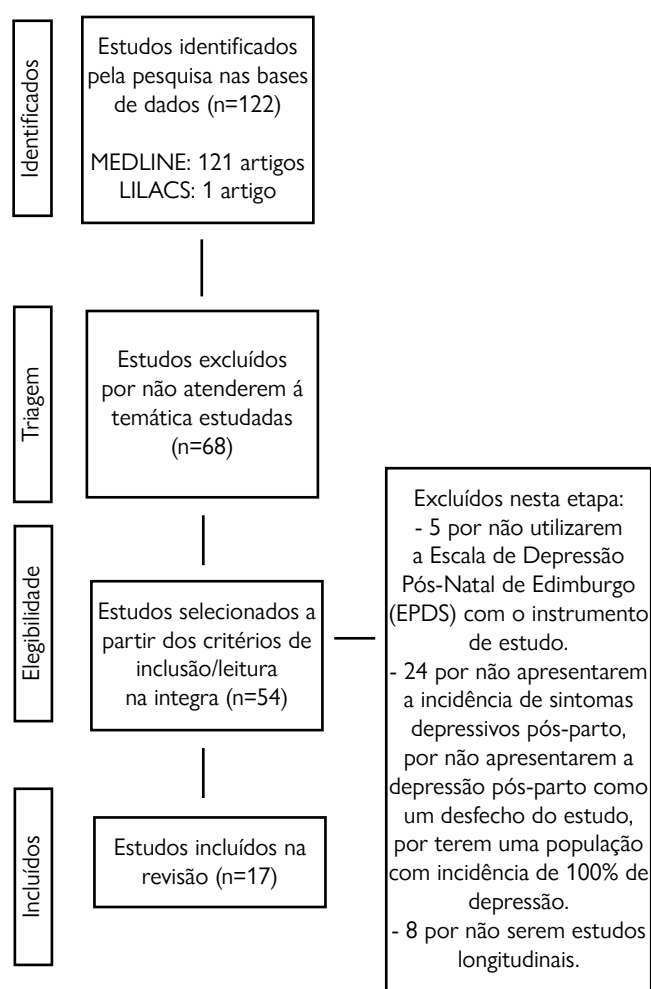 Identificados
Estudos identificados
pela pesquisa nas bases
de dados (n=122)
MEDLINE: 121 artigos
LILACS: 1 artigo
Triagem
Estudos excluídos
por não atenderem á
temática estudadas
(n=68)
Elegibilidade
Estudos selecionados a
partir dos critérios de
inclusão/leitura
na integra (n=54)
Excluídos nesta etapa:
- 5 por não utilizarem
a Escala de Depressão
Pós-Natal de Edimburgo
(EPDS) com o instrumento
de estudo.
- 24 por não apresentarem
a incidência de sintomas
depressivos pós-parto,
por não apresentarem a
depressão pós-parto como
um desfecho do estudo,
por terem uma população
com incidência de 100% de
depressão.
- 8 por não serem estudos
longitudinais.
Incluídos
Estudos incluídos na
revisão (n=17)